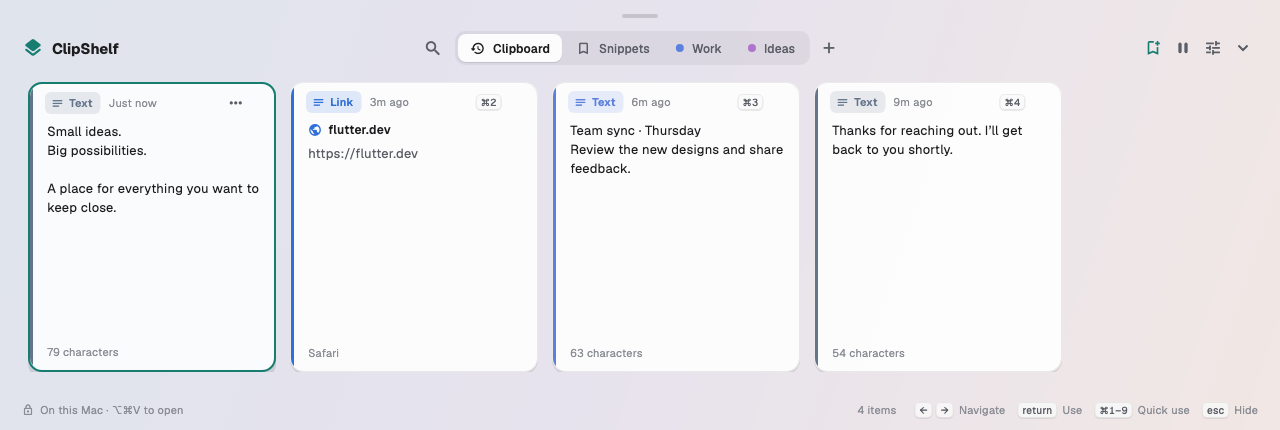 ClipShelf
Clipboard
Snippets
Work
Ideas
Text
Just now
Small ideas.
Big possibilities.
A place for everything you want to
keep close.
79 characters
Link
3m ago
⌘2
flutter.dev
https://flutter.dev
Safari
Text
6m ago
⌘3
Team sync · Thursday
Review the new designs and share
feedback.
63 characters
Text
9m ago
⌘4
Thanks for reaching out. I’ll get
back to you shortly.
54 characters
On this Mac · ⌥⌘V to open
4 items
← → Navigate
return Use
⌘1–9 Quick use
esc Hide